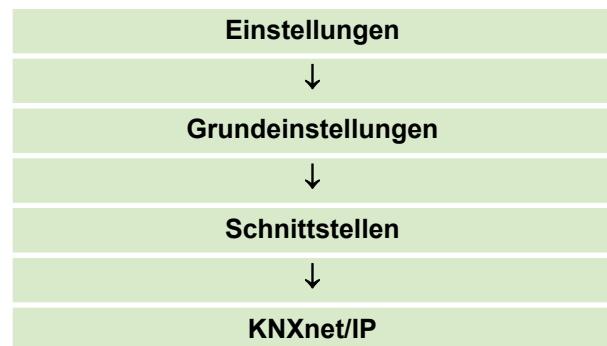 Einstellungen
↓
Grundeinstellungen
↓
Schnittstellen
↓
KNXnet/IP